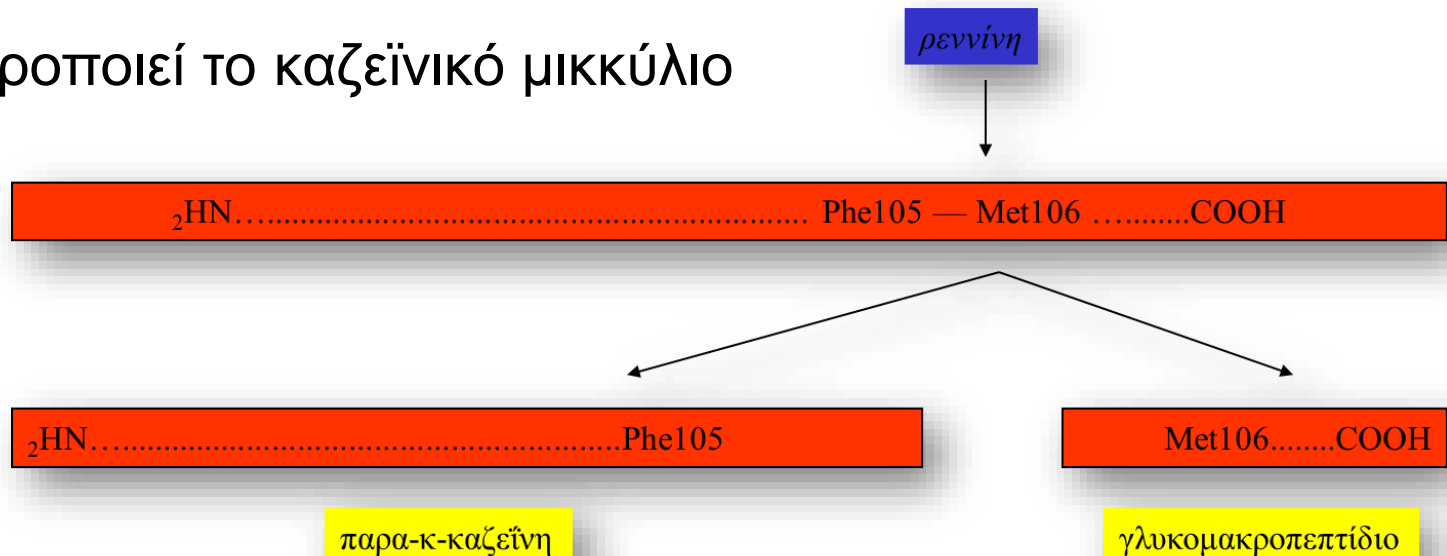 ροποιεί το καζεϊνικό μικκύλιο
ρεννίνη
₂HN…................................................................ Phe105 — Met106 …........COOH
₂HN…...........................................................Phe105
Met106........COOH
παρα-κ-καζεΐνη
γλυκομακροπεπτίδιο